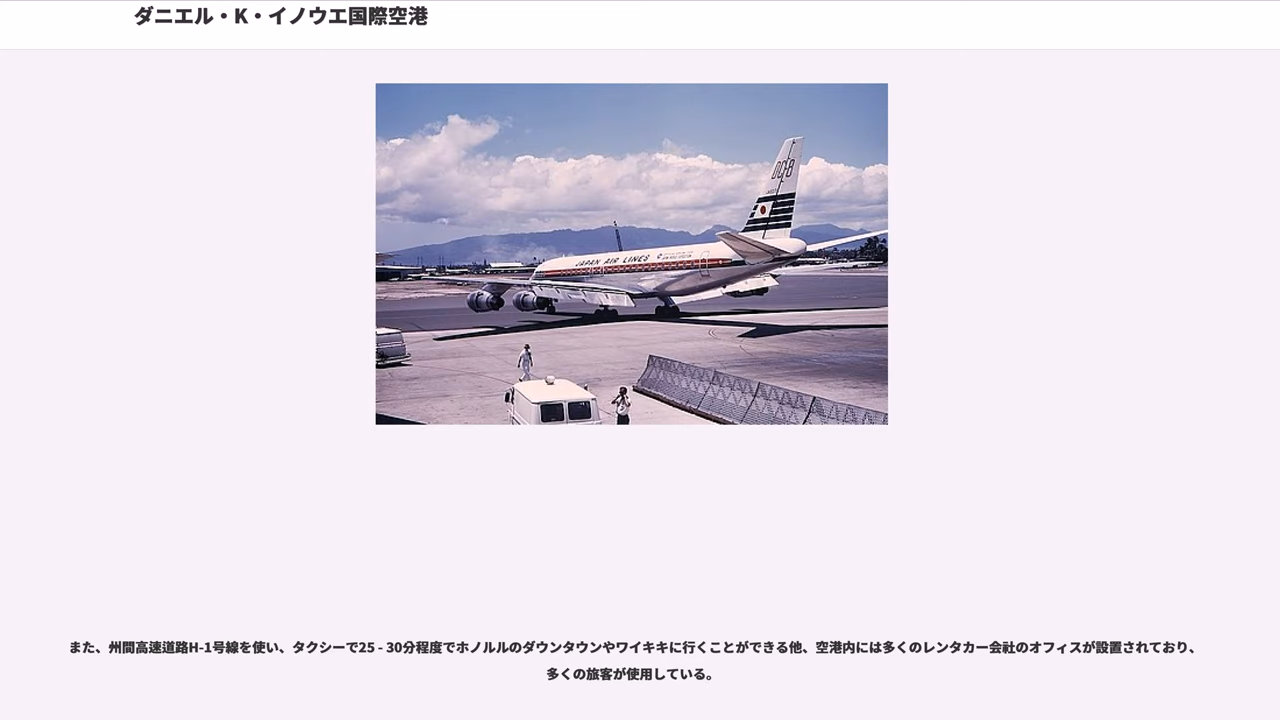 ダニエル・K・イノウエ国際空港
DC-8
JAPAN AIR LINES
また、州間高速道路H-1号線を使い、タクシーで25 - 30分程度でホノルルのダウンタウンやワイキキに行くことができる他、空港内には多くのレンタカー会社のオフィスが設置されており、
多くの旅客が使用している。